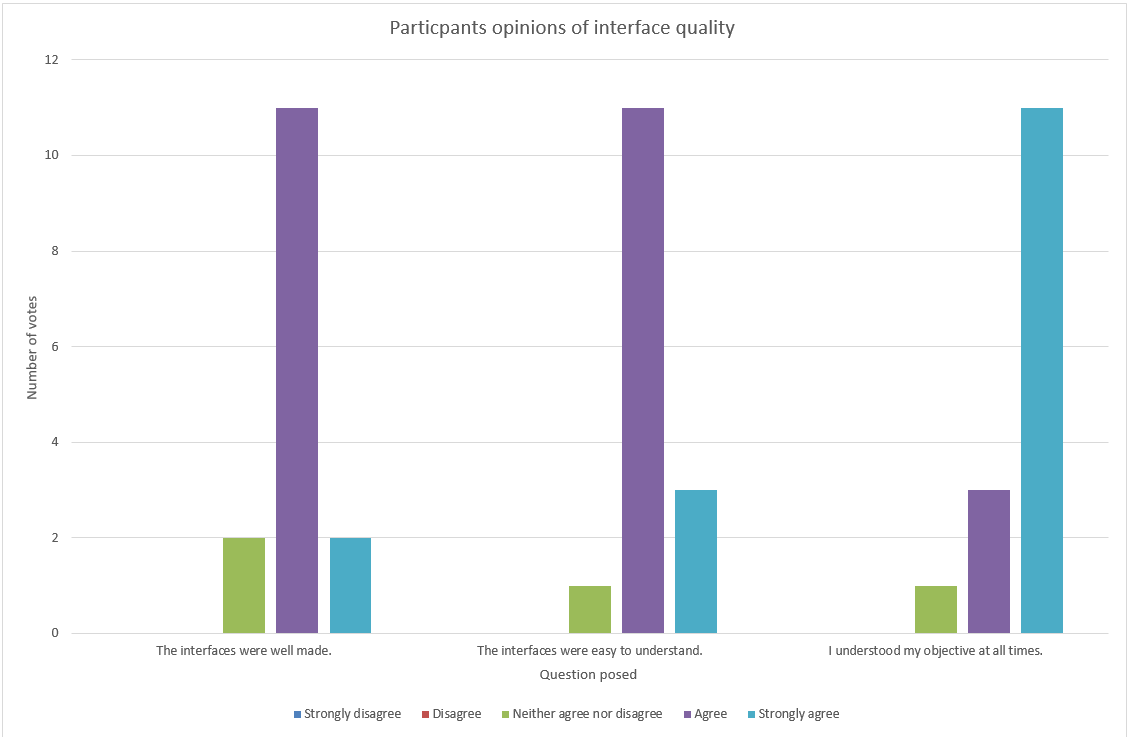 Particpants opinions of interface quality
12
10
8
6
4
2
0
Number of votes
The interfaces were well made.
The interfaces were easy to understand.
I understood my objective at all times.
Question posed
Strongly disagree
Disagree
Neither agree nor disagree
Agree
Strongly agree